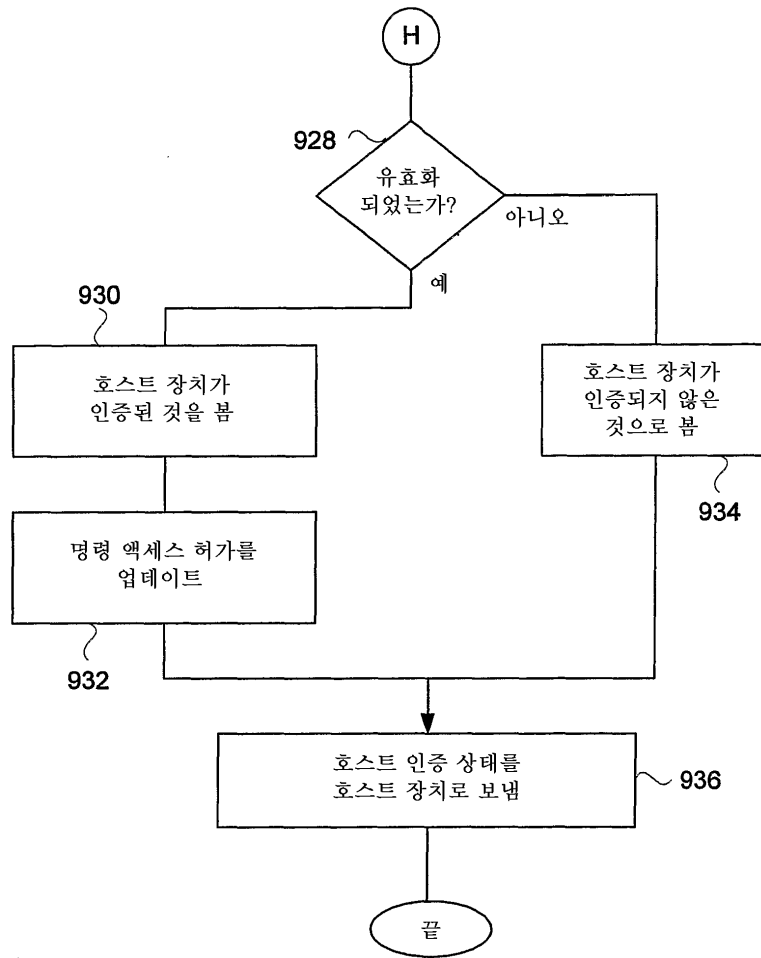 H
928
유효화
되었는가?
아니오
예
930
호스트 장치가
인증된 것을 봄
호스트 장치가
인증되지 않은
것으로 봄
934
명령 액세스 허가를
업데이트
932
호스트 인증 상태를
호스트 장치로 보냄
936
끝